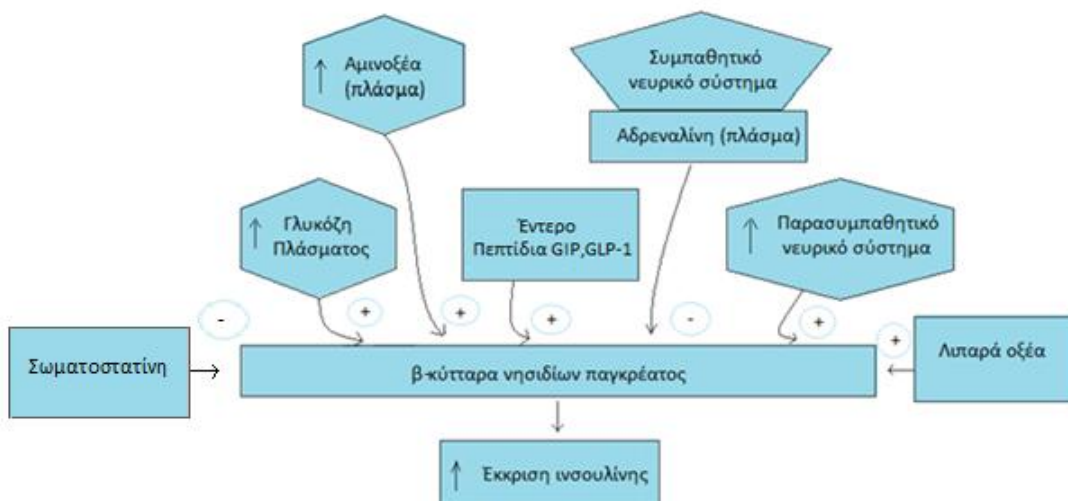 Αμινοξέα
(πλάσμα)
Συμπαθητικό
νευρικό σύστημα
Αδρεναλίνη (πλάσμα)
Γλυκόζη
Πλάσματος
Έντερο
Πεπτίδια GIP,GLP-1
Παρασυμπαθητικό
νευρικό σύστημα
-
+
+
+
-
+
+
Σωματοστατίνη
β-κύτταρα νησιδίων παγκρέατος
Λιπαρά οξέα
Έκκριση ινσουλίνης